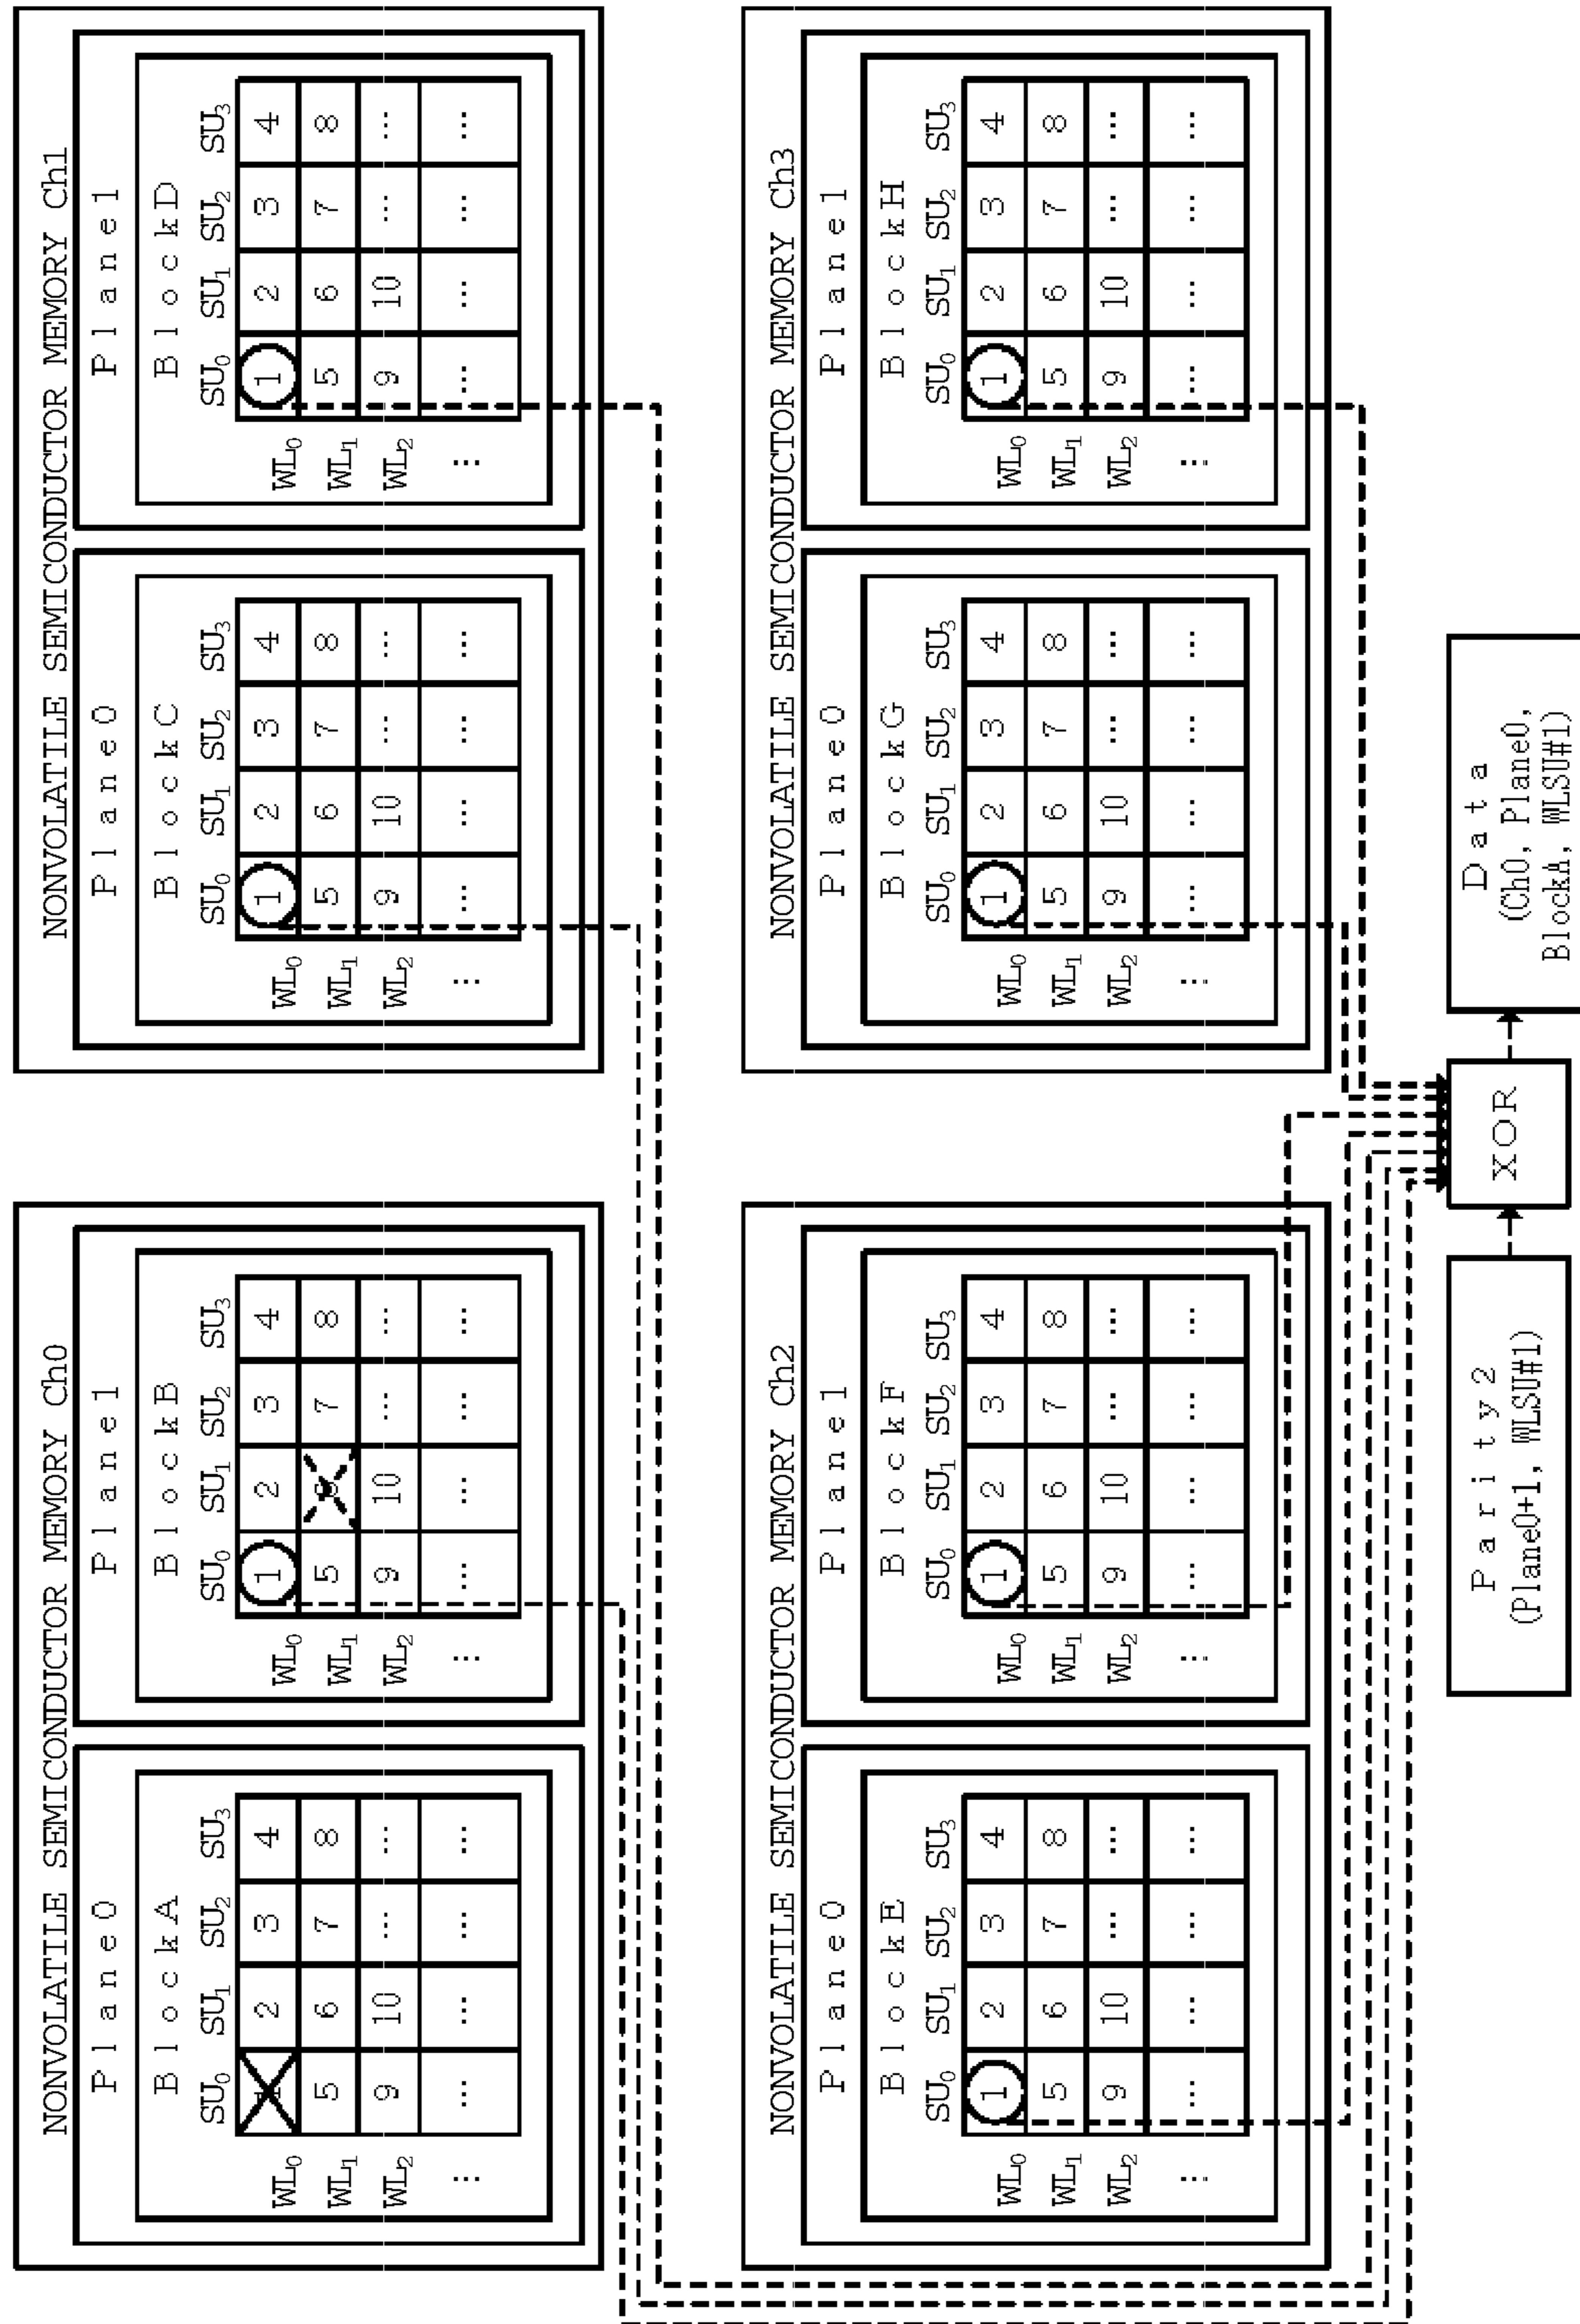 NONVOLATILE SEMICONDUCTOR MEMORY Ch0
Plane0
BlockA
SU0 SU1 SU2 SU3
WL0 2 3 4
WL1 5 6 7 8
WL2 9 10 ... ...
... ... ... ... ...
Plane1
BlockB
SU0 SU1 SU2 SU3
WL0 1 2 3 4
WL1 5 7 8
WL2 9 10 ... ...
... ... ... ... ...
NONVOLATILE SEMICONDUCTOR MEMORY Ch1
Plane0
BlockC
SU0 SU1 SU2 SU3
WL0 1 2 3 4
WL1 5 6 7 8
WL2 9 10 ... ...
... ... ... ... ...
Plane1
BlockD
SU0 SU1 SU2 SU3
WL0 1 2 3 4
WL1 5 6 7 8
WL2 9 10 ... ...
... ... ... ... ...
NONVOLATILE SEMICONDUCTOR MEMORY Ch2
Plane0
BlockE
SU0 SU1 SU2 SU3
WL0 1 2 3 4
WL1 5 6 7 8
WL2 9 10 ... ...
... ... ... ... ...
Plane1
BlockF
SU0 SU1 SU2 SU3
WL0 1 2 3 4
WL1 5 6 7 8
WL2 9 10 ... ...
... ... ... ... ...
NONVOLATILE SEMICONDUCTOR MEMORY Ch3
Plane0
BlockG
SU0 SU1 SU2 SU3
WL0 1 2 3 4
WL1 5 6 7 8
WL2 9 10 ... ...
... ... ... ... ...
Plane1
BlockH
SU0 SU1 SU2 SU3
WL0 1 2 3 4
WL1 5 6 7 8
WL2 9 10 ... ...
... ... ... ... ...
Parity2
(Plane0+1, WLSU#1)
XOR
Data
(Ch0, Plane0,
BlockA, WLSU#1)